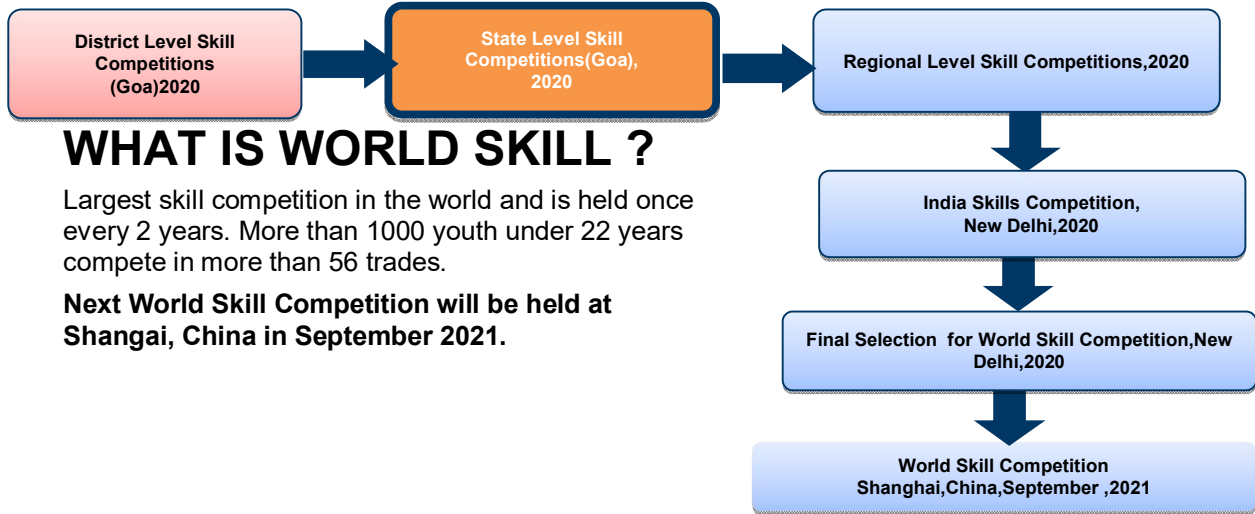 District Level Skill
Competitions
(Goa)2020
State Level Skill
Competitions(Goa),
2020
Regional Level Skill Competitions,2020
WHAT IS WORLD SKILL ?
Largest skill competition in the world and is held once
every 2 years. More than 1000 youth under 22 years
compete in more than 56 trades.
Next World Skill Competition will be held at
Shangai, China in September 2021.
India Skills Competition,
New Delhi,2020
Final Selection  for World Skill Competition,New
Delhi,2020
World Skill Competition
Shanghai,China,September ,2021